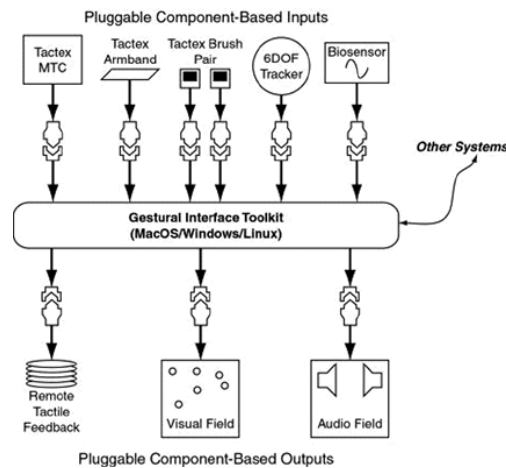 Pluggable Component-Based Inputs
Tactex
MTC
Tactex
Armband
Tactex Brush
Pair
6DOF
Tracker
Biosensor
Other Systems
Gestural Interface Toolkit
(MacOS/Windows/Linux)
Remote
Tactile
Feedback
Visual Field
Audio Field
Pluggable Component-Based Outputs